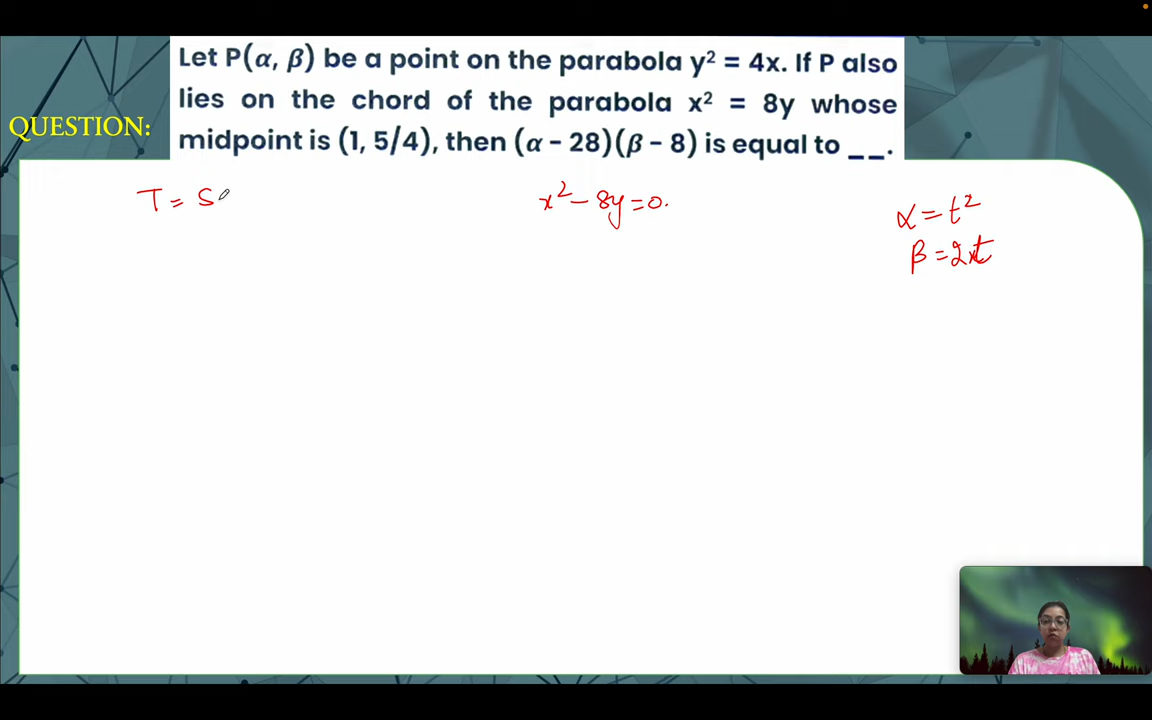 Let P(α, β) be a point on the parabola y² = 4x. If P also
lies on the chord of the parabola x² = 8y whose
QUESTION:
midpoint is (1, 5/4), then (α − 28)(β − 8) is equal to __.
T = S
x² − 8y = 0.
α = t²
β = 2t